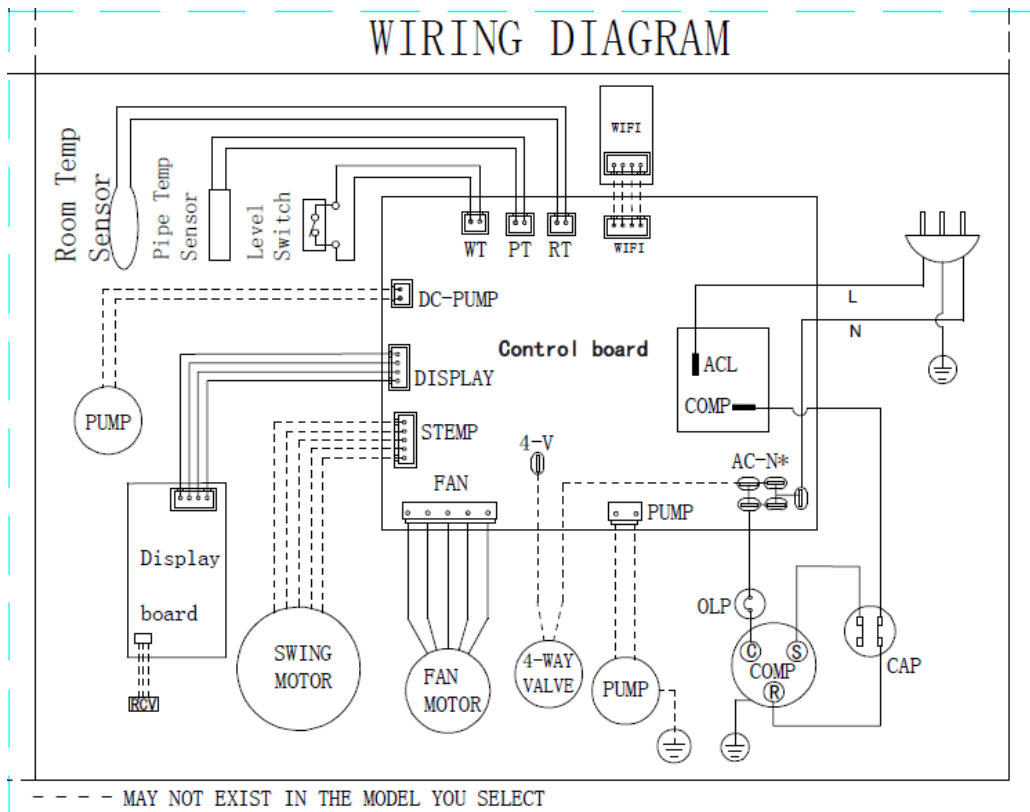 WIRING DIAGRAM
Room Temp
Sensor
Pipe Temp
Sensor
Level
Switch
WIFI
WT
PT
RT
WIFI
DC-PUMP
L
N
Control board
ACL
DISPLAY
COMP
PUMP
STEMP
4-V
AC-N*
FAN
PUMP
Display
board
OLP
SWING
MOTOR
FAN
MOTOR
4-WAY
VALVE
PUMP
C
S
COMP
R
CAP
RCV
- - - - MAY NOT EXIST IN THE MODEL YOU SELECT